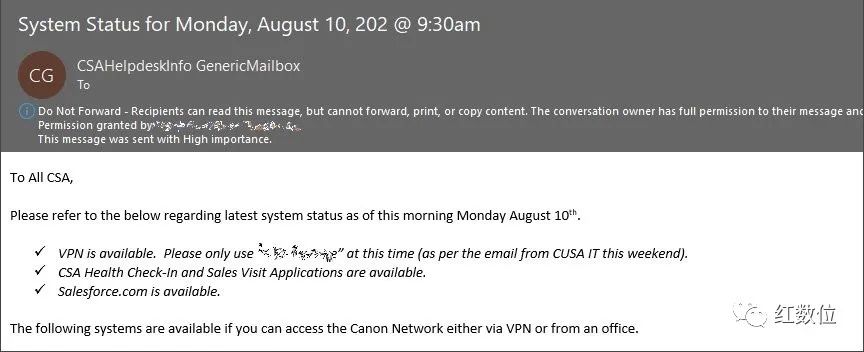 System Status for Monday, August 10, 202 @ 9:30am
CG
CSAHelpdeskInfo GenericMailbox
To
Do Not Forward - Recipients can read this message, but cannot forward, print, or copy content. The conversation owner has full permission to their message and
Permission granted by
This message was sent with High importance.
To All CSA,
Please refer to the below regarding latest system status as of this morning Monday August 10th.
✓ VPN is available. Please only use ” at this time (as per the email from CUSA IT this weekend).
✓ CSA Health Check-In and Sales Visit Applications are available.
✓ Salesforce.com is available.
The following systems are available if you can access the Canon Network either via VPN or from an office.
红数位